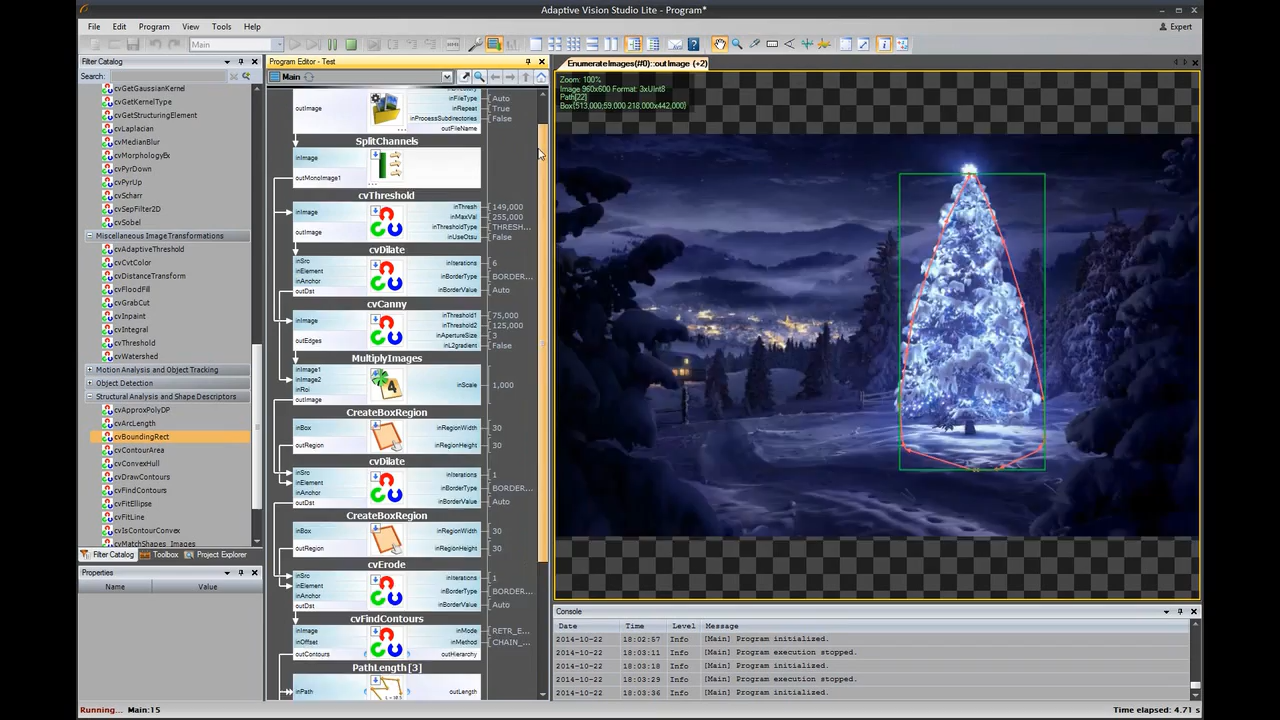 Adaptive Vision Studio Lite - Program*
File Edit Program View Tools Help
Expert
Main
Filter Catalog
Search:
cvGetGaussianKernel
cvGetKernelType
cvGetStructuringElement
cvLaplacian
cvMedianBlur
cvMorphologyEx
cvPyrDown
cvPyrUp
cvScharr
cvSepFilter2D
cvSobel
Miscellaneous Image Transformations
cvAdaptiveThreshold
cvCvtColor
cvDistanceTransform
cvFloodFill
cvGrabCut
cvInpaint
cvIntegral
cvThreshold
cvWatershed
Motion Analysis and Object Tracking
Object Detection
Structural Analysis and Shape Descriptors
cvApproxPolyDP
cvArcLength
cvBoundingRect
cvContourArea
cvConvexHull
cvDrawContours
cvFindContours
cvFitEllipse
cvFitLine
cvIsContourConvex
cvMatchShapes_Images
Filter Catalog Toolbox Project Explorer
Properties
Name Value
Program Editor - Test
Main
inFileType Auto
outImage inRepeat True
inProcessSubdirectories False
outFileName
SplitChannels
inImage
outMonoImage1
cvThreshold
inThresh 149,000
inImage inMaxVal 255,000
inThresholdType THRESH...
outImage inUseOtsu False
cvDilate
inSrc inIterations 6
inElement
inAnchor inBorderType BORDER...
outDst inBorderValue Auto
cvCanny
inThreshold1 75,000
inImage inThreshold2 125,000
inApertureSize 3
outEdges inL2gradient False
MultiplyImages
inImage1
inImage2 inScale 1,000
inRoi
outImage
CreateBoxRegion
inBox inRegionWidth 30
outRegion inRegionHeight 30
cvDilate
inSrc inIterations 1
inElement inBorderType BORDER...
inAnchor
outDst inBorderValue Auto
CreateBoxRegion
inBox inRegionWidth 30
outRegion inRegionHeight 30
cvErode
inSrc inIterations 1
inElement inBorderType BORDER...
inAnchor
outDst inBorderValue Auto
cvFindContours
inImage inMode RETR_E...
inOffset inMethod CHAIN_...
outContours outHierarchy
PathLength[3]
inPath outLength
EnumerateImages(#0)::outImage (+2)
Zoom: 100%
Image 960x600 Format: 3xUInt8
Path[22]
Box(513,000;59,000 218,000x442,000)
Console
Date Time Level Message
2014-10-22 18:02:57 Info [Main] Program initialized.
2014-10-22 18:03:11 Info [Main] Program execution stopped.
2014-10-22 18:03:18 Info [Main] Program initialized.
2014-10-22 18:03:29 Info [Main] Program execution stopped.
2014-10-22 18:03:36 Info [Main] Program initialized.
Running... Main:15
Time elapsed: 4.71 s